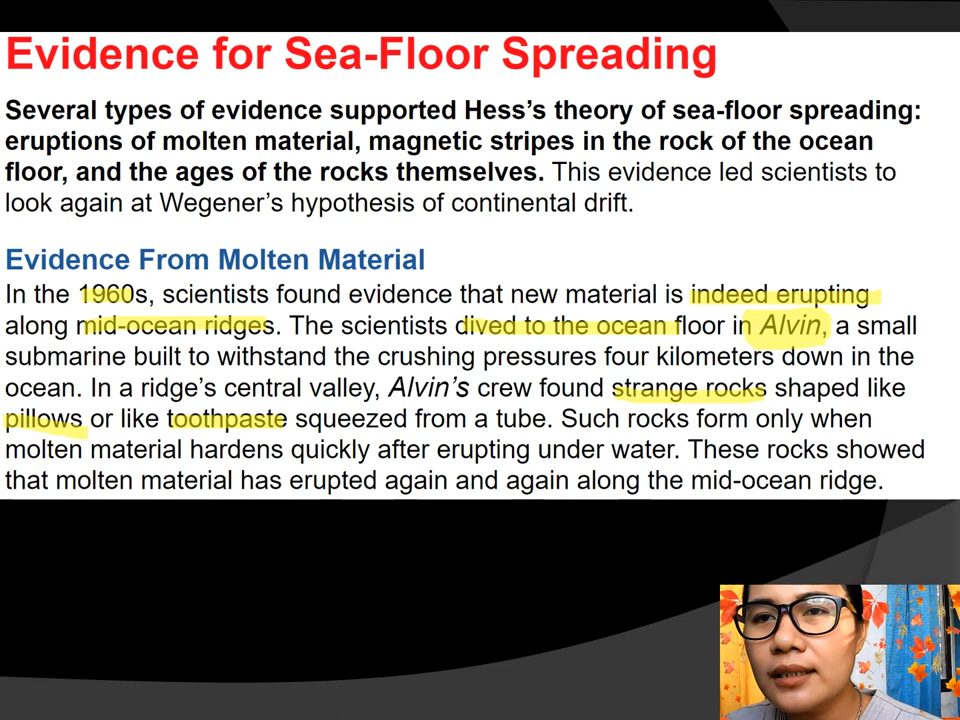 Evidence for Sea-Floor Spreading
Several types of evidence supported Hess's theory of sea-floor spreading:
eruptions of molten material, magnetic stripes in the rock of the ocean
floor, and the ages of the rocks themselves. This evidence led scientists to
look again at Wegener's hypothesis of continental drift.
Evidence From Molten Material
In the 1960s, scientists found evidence that new material is indeed erupting
along mid-ocean ridges. The scientists dived to the ocean floor in Alvin, a small
submarine built to withstand the crushing pressures four kilometers down in the
ocean. In a ridge's central valley, Alvin's crew found strange rocks shaped like
pillows or like toothpaste squeezed from a tube. Such rocks form only when
molten material hardens quickly after erupting under water. These rocks showed
that molten material has erupted again and again along the mid-ocean ridge.